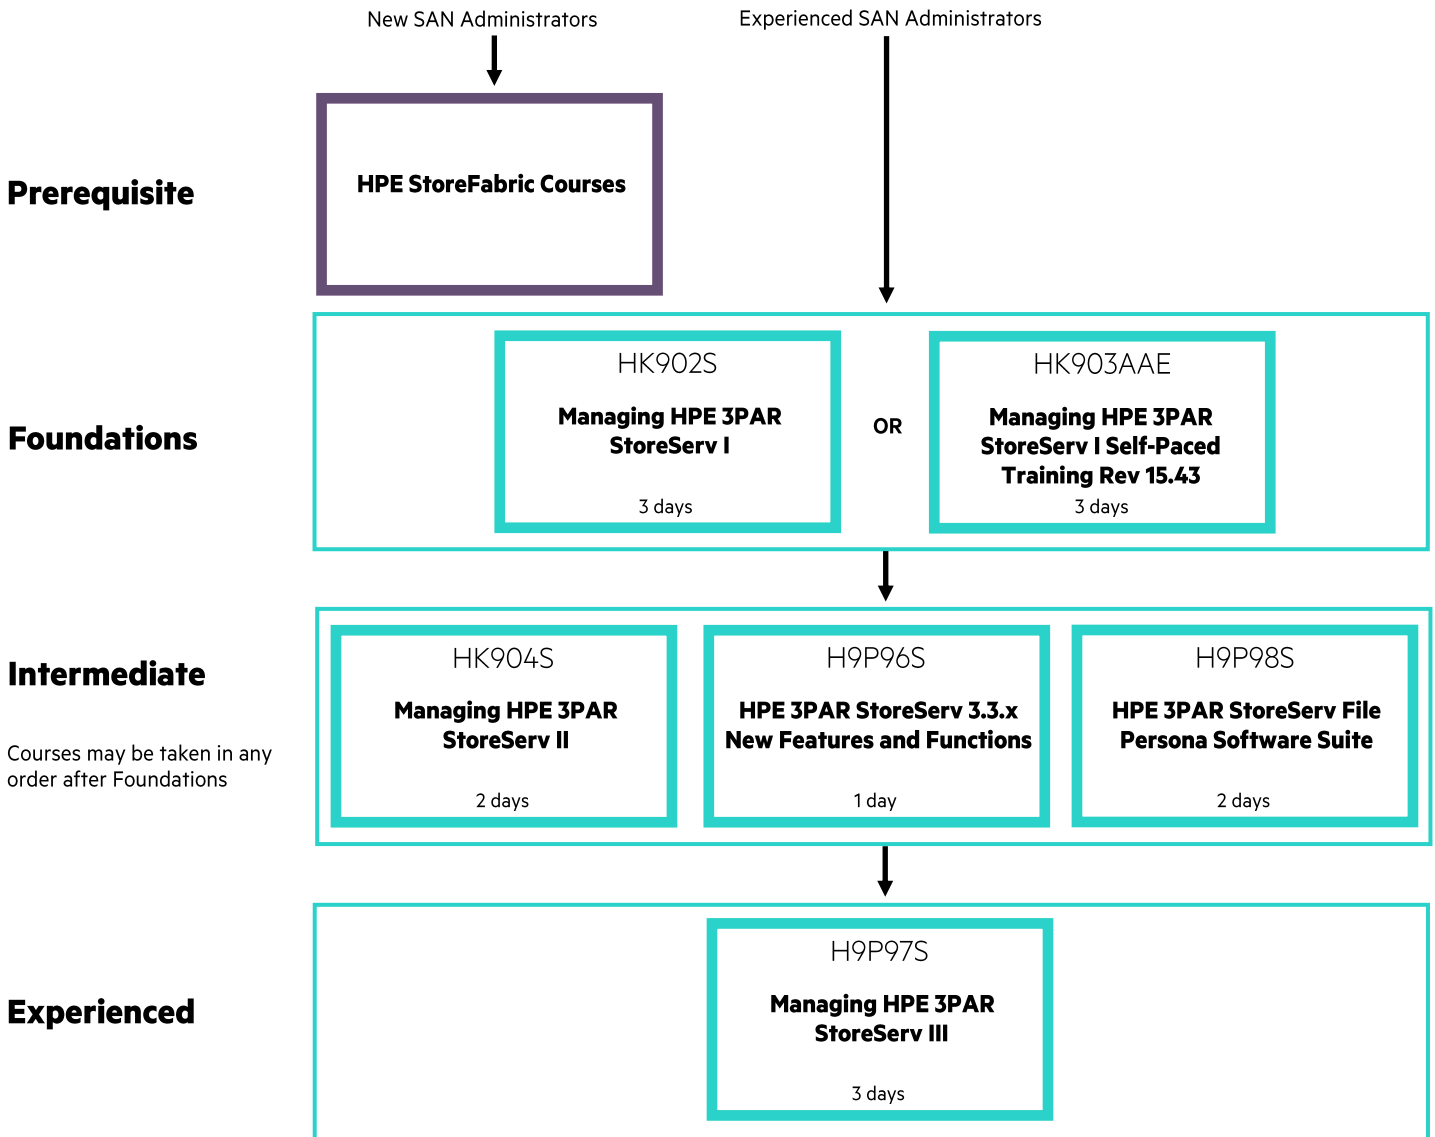 New SAN Administrators
Experienced SAN Administrators
Prerequisite
HPE StoreFabric Courses
Foundations
HK902S
Managing HPE 3PAR
StoreServ I
3 days
OR
HK903AAE
Managing HPE 3PAR
StoreServ I Self-Paced
Training Rev 15.43
3 days
Intermediate
Courses may be taken in any
order after Foundations
HK904S
Managing HPE 3PAR
StoreServ II
2 days
H9P96S
HPE 3PAR StoreServ 3.3.x
New Features and Functions
1 day
H9P98S
HPE 3PAR StoreServ File
Persona Software Suite
2 days
Experienced
H9P97S
Managing HPE 3PAR
StoreServ III
3 days